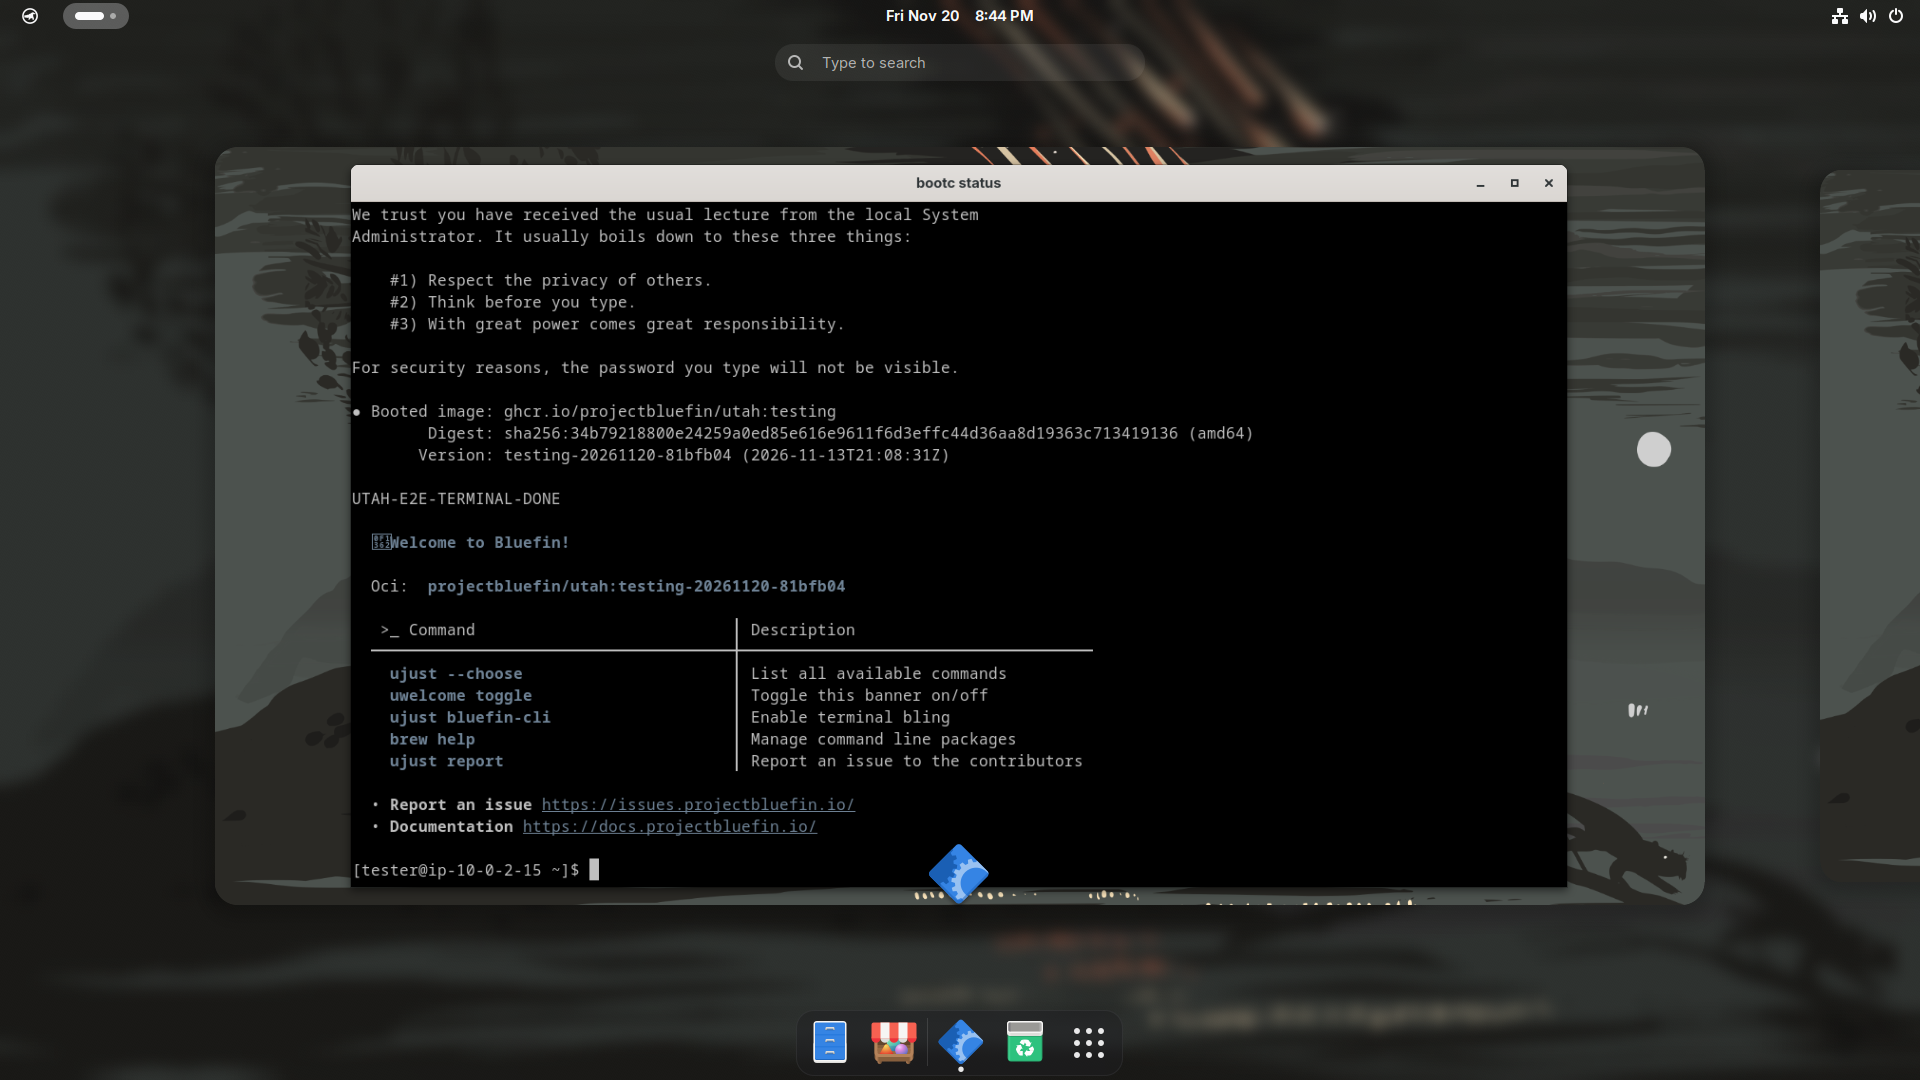 Fri Nov 20 8:44 PM
Type to search
bootc status
We trust you have received the usual lecture from the local System
Administrator. It usually boils down to these three things:
#1) Respect the privacy of others.
#2) Think before you type.
#3) With great power comes great responsibility.
For security reasons, the password you type will not be visible.
● Booted image: ghcr.io/projectbluefin/utah:testing
Digest: sha256:34b79218800e24259a0ed85e616e9611f6d3effc44d36aa8d19363c713419136 (amd64)
Version: testing-20261120-81bfb04 (2026-11-13T21:08:31Z)
UTAH-E2E-TERMINAL-DONE
Welcome to Bluefin!
Oci: projectbluefin/utah:testing-20261120-81bfb04
>_ Command Description
ujust --choose List all available commands
uwelcome toggle Toggle this banner on/off
ujust bluefin-cli Enable terminal bling
brew help Manage command line packages
ujust report Report an issue to the contributors
• Report an issue https://issues.projectbluefin.io/
• Documentation https://docs.projectbluefin.io/
[tester@ip-10-0-2-15 ~]$